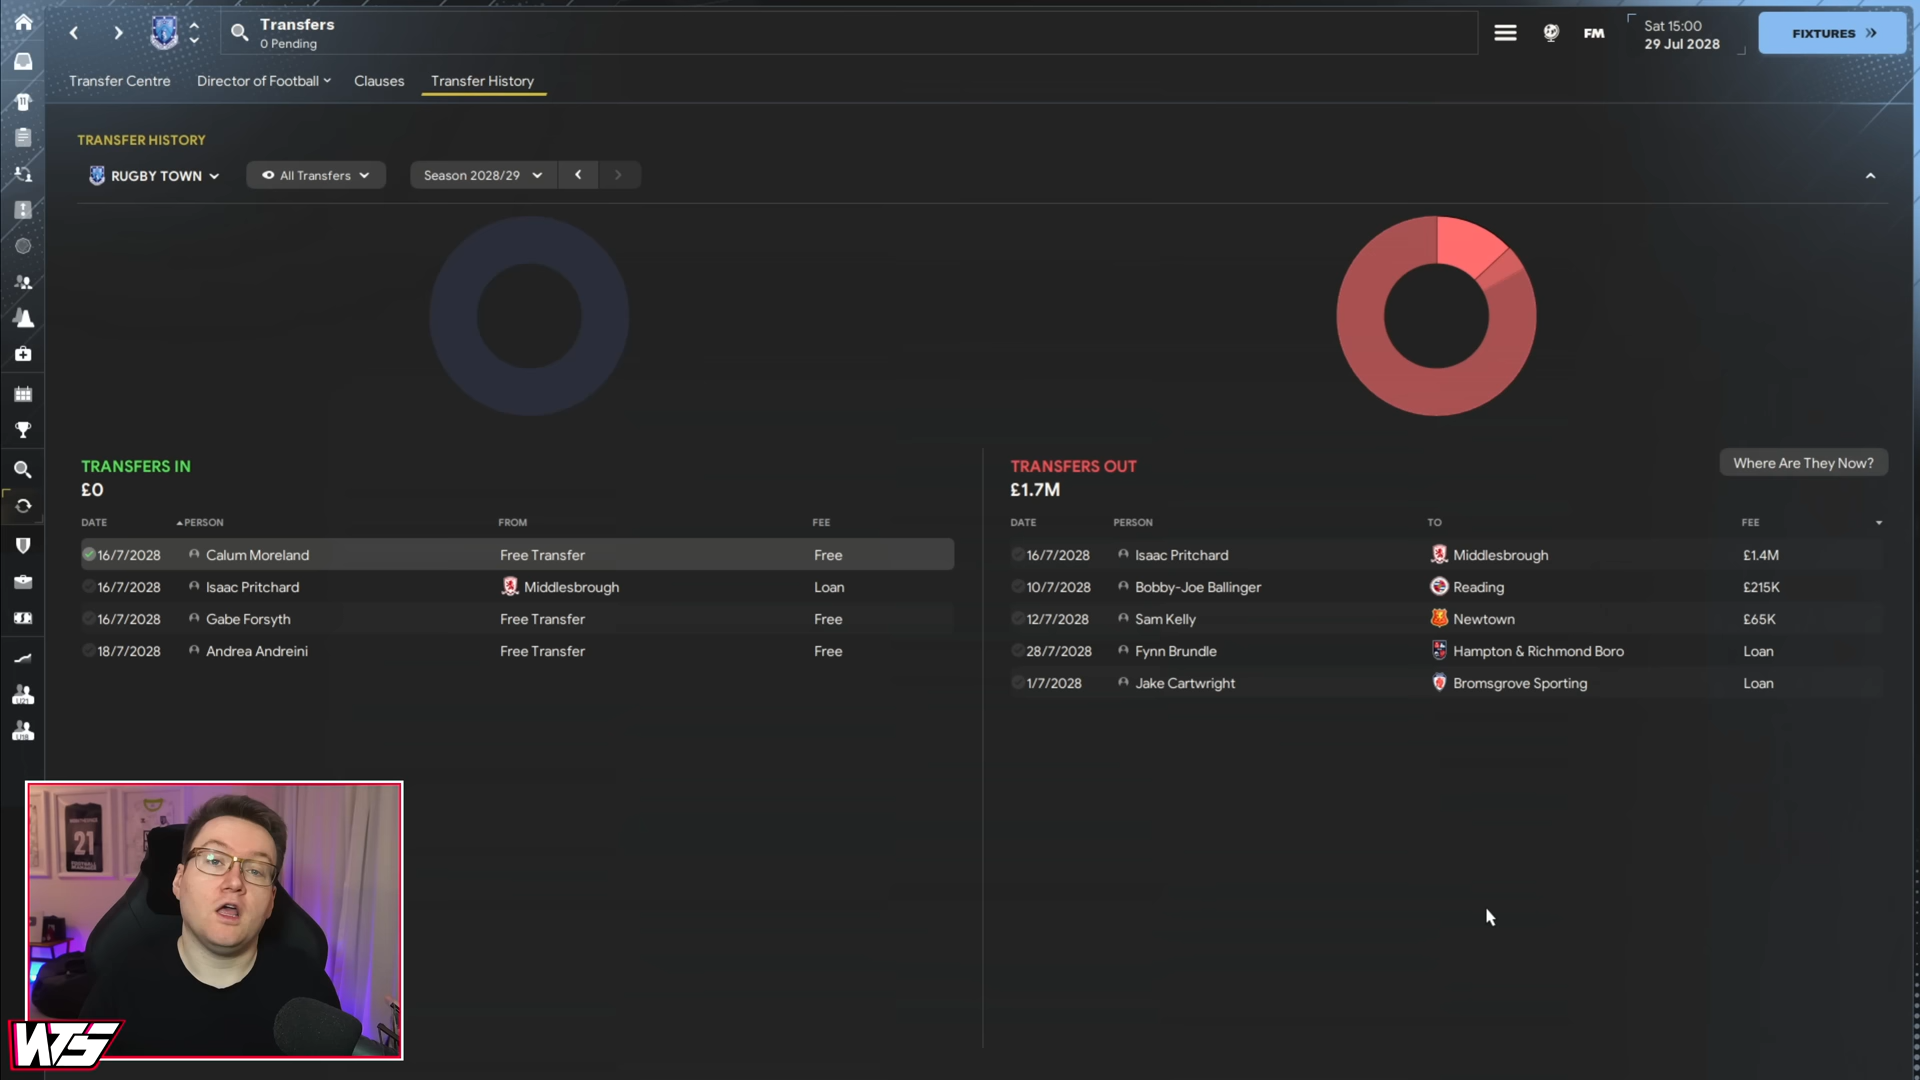 Transfers
0 Pending
FM
Sat 15:00
29 Jul 2028
FIXTURES
Transfer Centre
Director of Football
Clauses
Transfer History
TRANSFER HISTORY
RUGBY TOWN
All Transfers
Season 2028/29
TRANSFERS IN
£0
DATE PERSON FROM FEE
16/7/2028 Calum Moreland Free Transfer Free
16/7/2028 Isaac Pritchard Middlesbrough Loan
16/7/2028 Gabe Forsyth Free Transfer Free
18/7/2028 Andrea Andreini Free Transfer Free
TRANSFERS OUT
£1.7M
Where Are They Now?
DATE PERSON TO FEE
16/7/2028 Isaac Pritchard Middlesbrough £1.4M
10/7/2028 Bobby-Joe Ballinger Reading £215K
12/7/2028 Sam Kelly Newtown £65K
28/7/2028 Fynn Brundle Hampton & Richmond Boro Loan
1/7/2028 Jake Cartwright Bromsgrove Sporting Loan
U21
U18
21
FOOTBALL
MANAGER
WTS